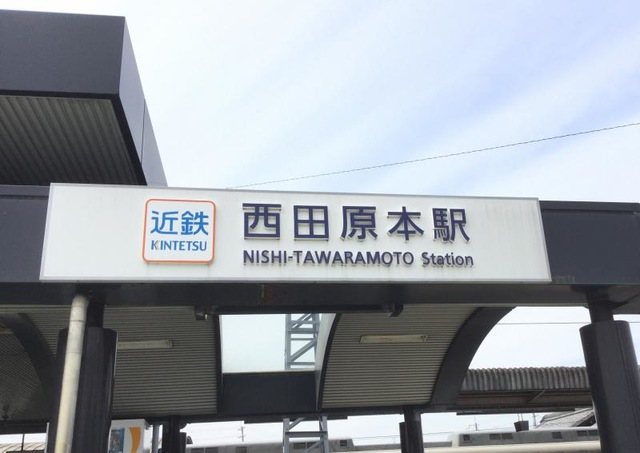 近鉄
KINTETSU
西田原本駅
NISHI-TAWARAMOTO Station